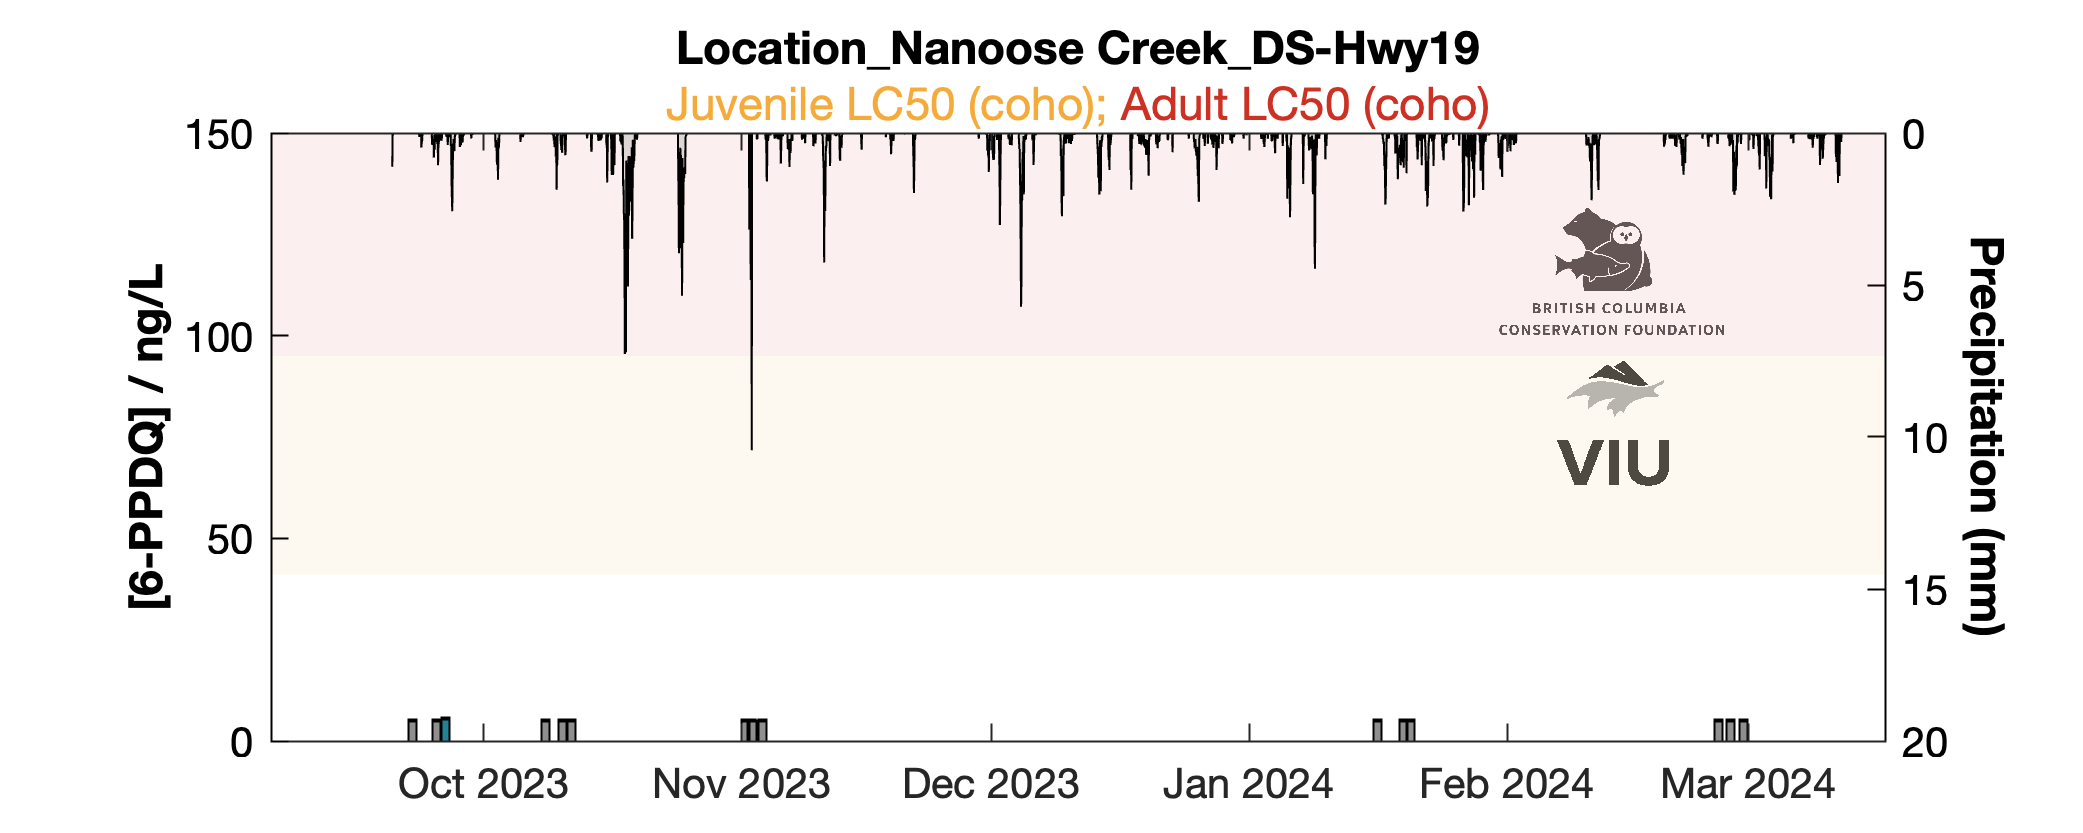 Location_Nanoose Creek_DS-Hwy19
Juvenile LC50 (coho); Adult LC50 (coho)
150
100
50
0
[6-PPDQ] / ng/L
0
5
10
15
20
Precipitation (mm)
BRITISH COLUMBIA
CONSERVATION FOUNDATION
VIU
Oct 2023
Nov 2023
Dec 2023
Jan 2024
Feb 2024
Mar 2024